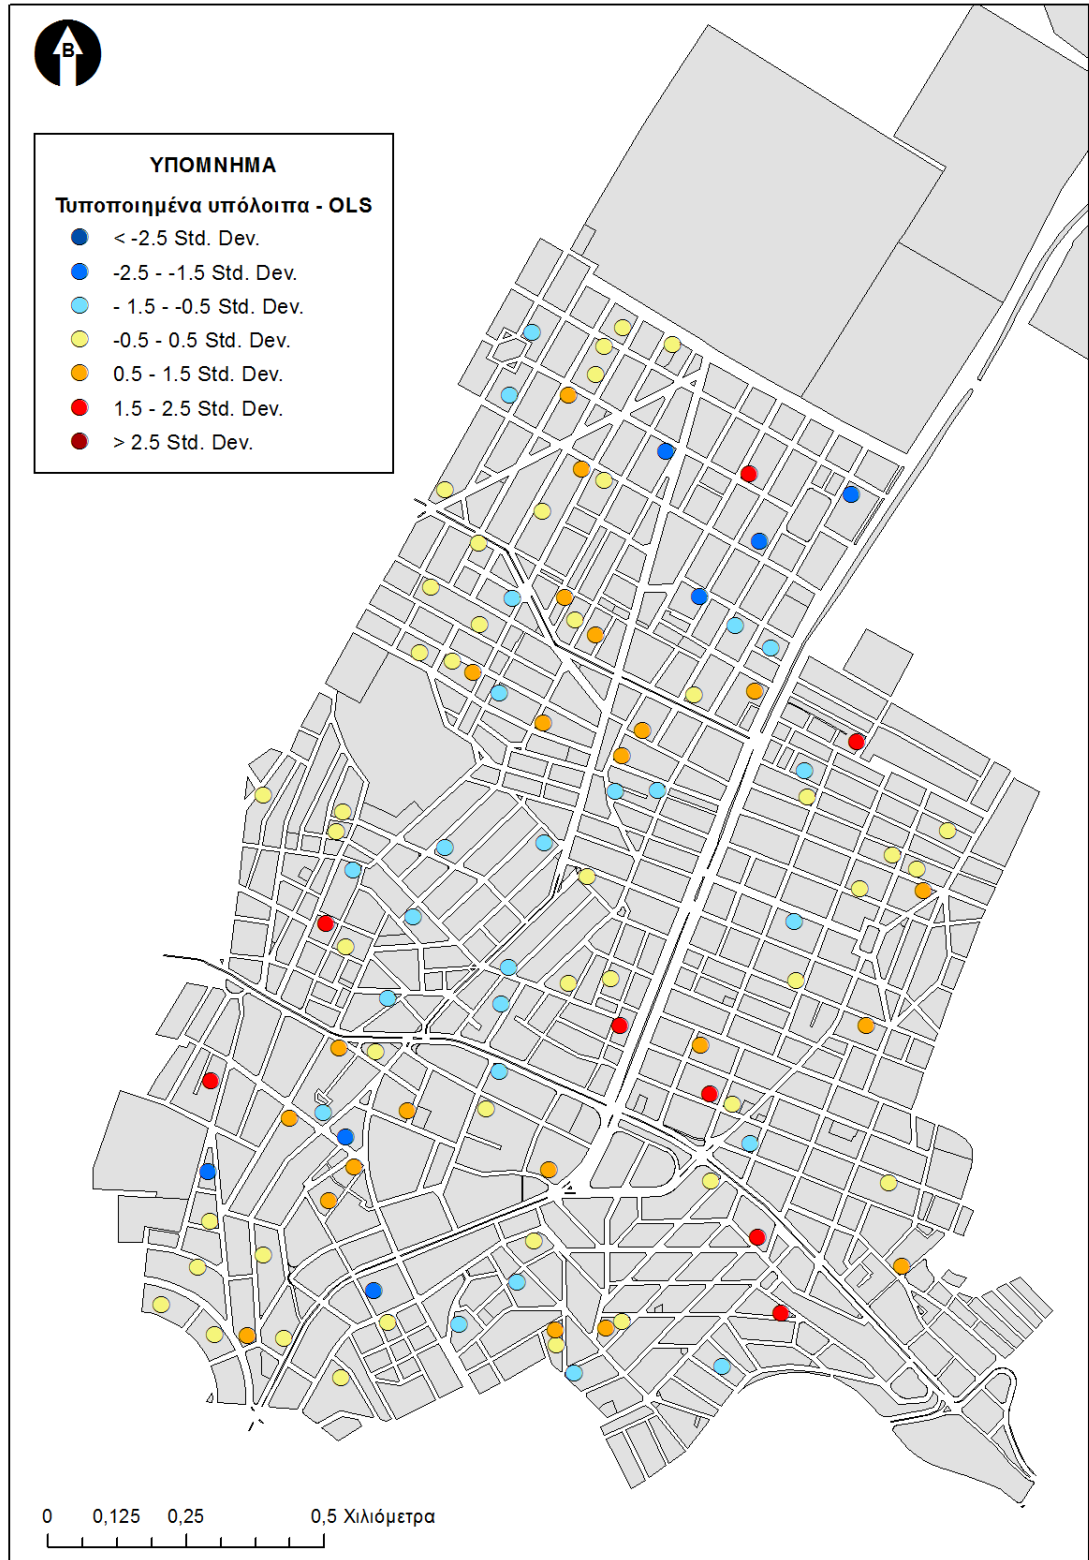 Β
ΥΠΟΜΝΗΜΑ
Τυποποιημένα υπόλοιπα - OLS
< -2.5 Std. Dev.
-2.5 - -1.5 Std. Dev.
- 1.5 - -0.5 Std. Dev.
-0.5 - 0.5 Std. Dev.
0.5 - 1.5 Std. Dev.
1.5 - 2.5 Std. Dev.
> 2.5 Std. Dev.
0 0,125 0,25 0,5 Χιλιόμετρα